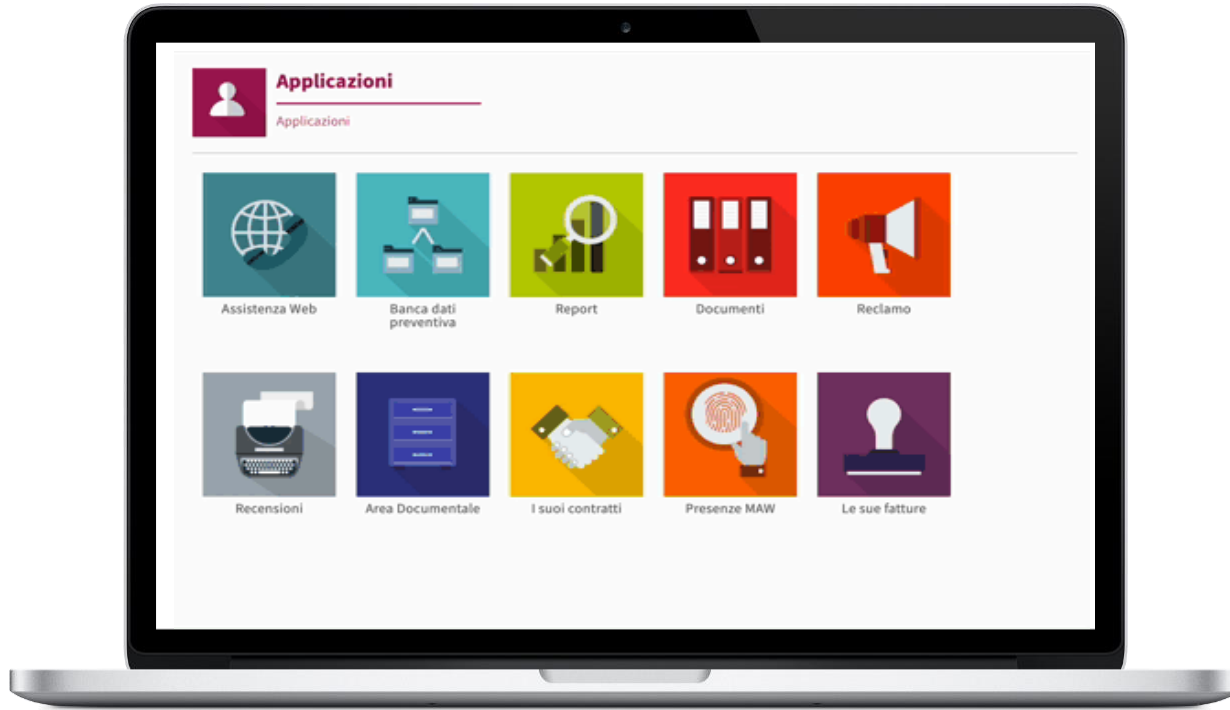 Applicazioni
Applicazioni
Assistenza Web
Banca dati
preventiva
Report
Documenti
Reclamo
Recensioni
Area Documentale
I suoi contratti
Presenze MAW
Le sue fatture